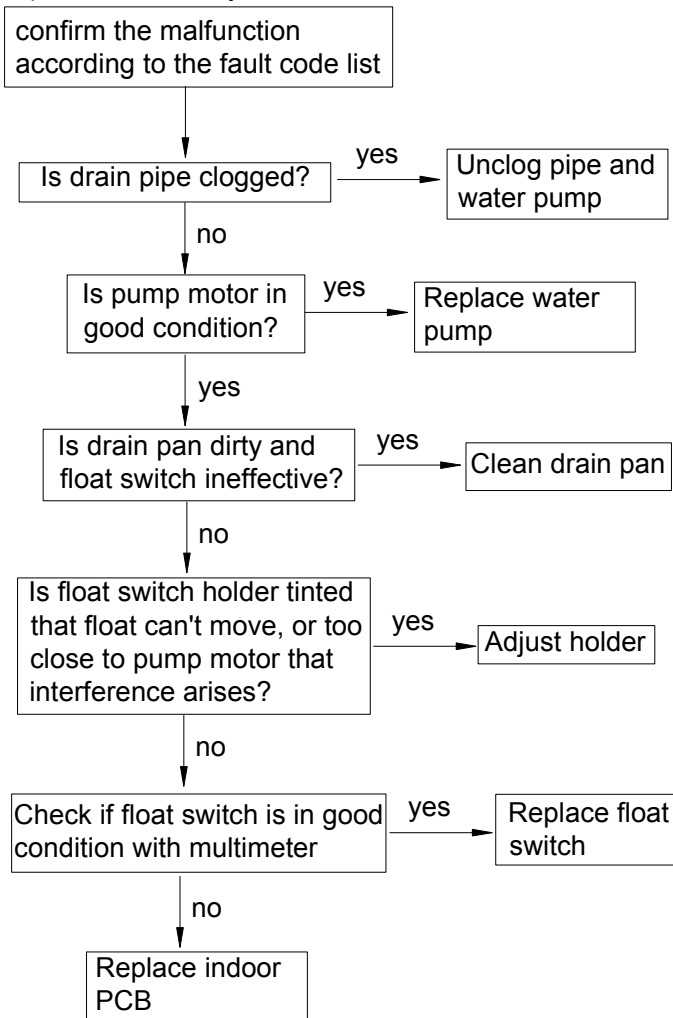 confirm the malfunction
according to the fault code list
Is drain pipe clogged?
yes
Unclog pipe and
water pump
no
Is pump motor in
good condition?
yes
Replace water
pump
yes
Is drain pan dirty and
float switch ineffective?
yes
Clean drain pan
no
Is float switch holder tinted
that float can't move, or too
close to pump motor that
interference arises?
yes
Adjust holder
no
Check if float switch is in good
condition with multimeter
yes
Replace float
switch
no
Replace indoor
PCB